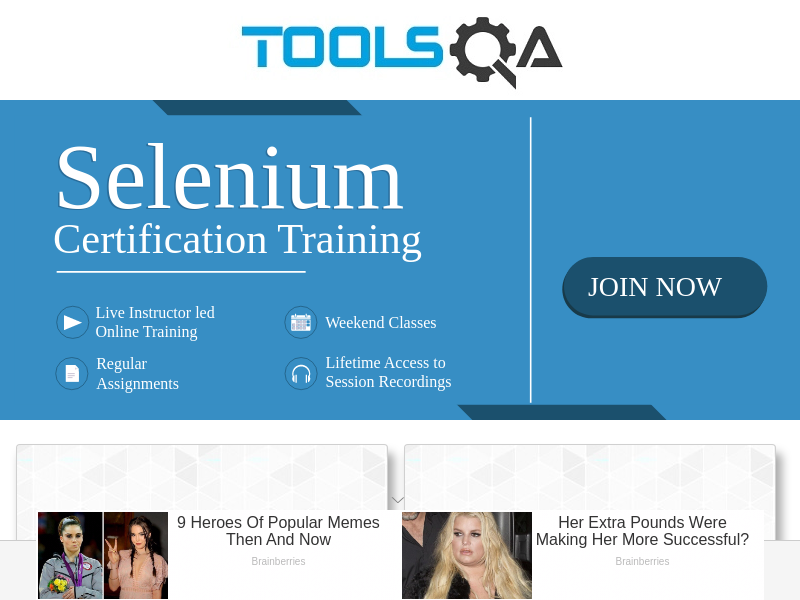 TOOLSQA
Selenium
Certification Training
Live Instructor led
Online Training
Weekend Classes
Regular
Assignments
Lifetime Access to
Session Recordings
JOIN NOW
9 Heroes Of Popular Memes
Then And Now
Brainberries
Her Extra Pounds Were
Making Her More Successful?
Brainberries